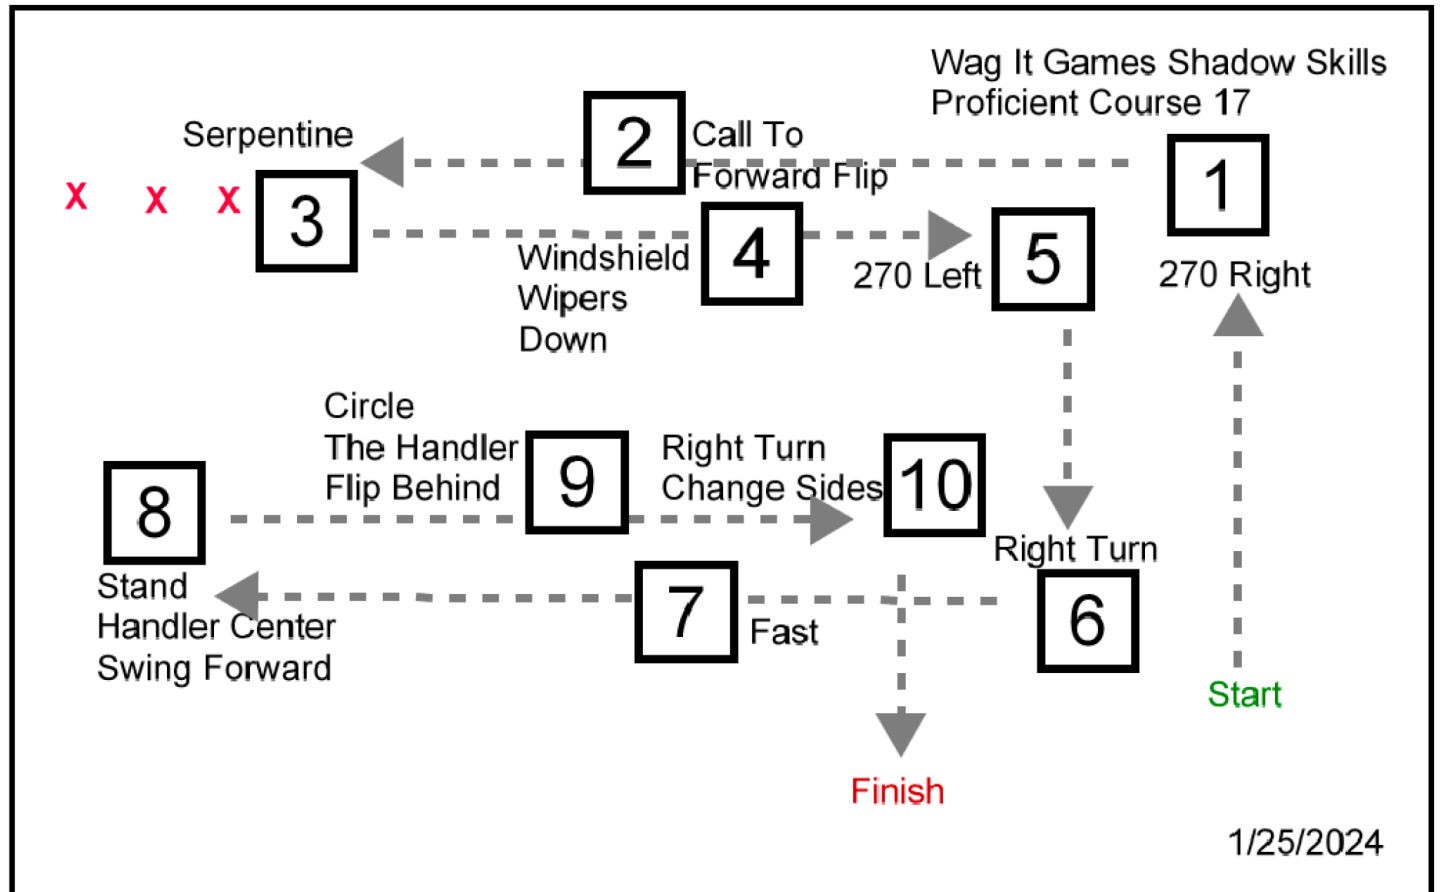 Wag It Games Shadow Skills
Proficient Course 17
1
270 Right
2
Call To
Forward Flip
Serpentine
X X X
3
4
Windshield
Wipers
Down
5
270 Left
Right Turn
6
7
Fast
8
Stand
Handler Center
Swing Forward
9
Circle
The Handler
Flip Behind
10
Right Turn
Change Sides
Start
Finish
1/25/2024